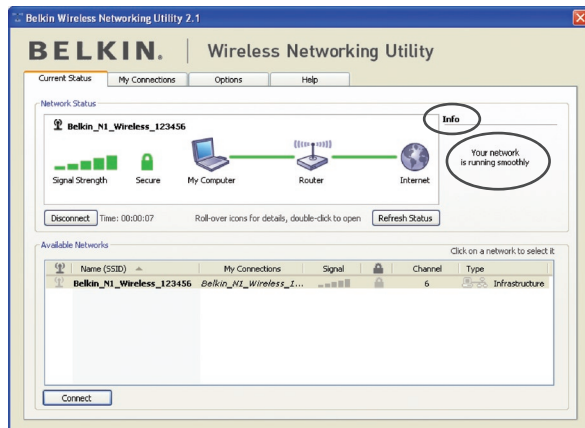 Belkin Wireless Networking Utility 2.1
BELKIN. Wireless Networking Utility
Current Status My Connections Options Help
Network Status
Belkin_N1_Wireless_123456
Info
Your network
is running smoothly
Signal Strength Secure My Computer Router Internet
Disconnect Time: 00:00:07 Roll-over icons for details, double-click to open Refresh Status
Available Networks
Click on a network to select it
Name (SSID) My Connections Signal Channel Type
Belkin_N1_Wireless_123456 Belkin_N1_Wireless_1... 6 Infrastructure
Connect